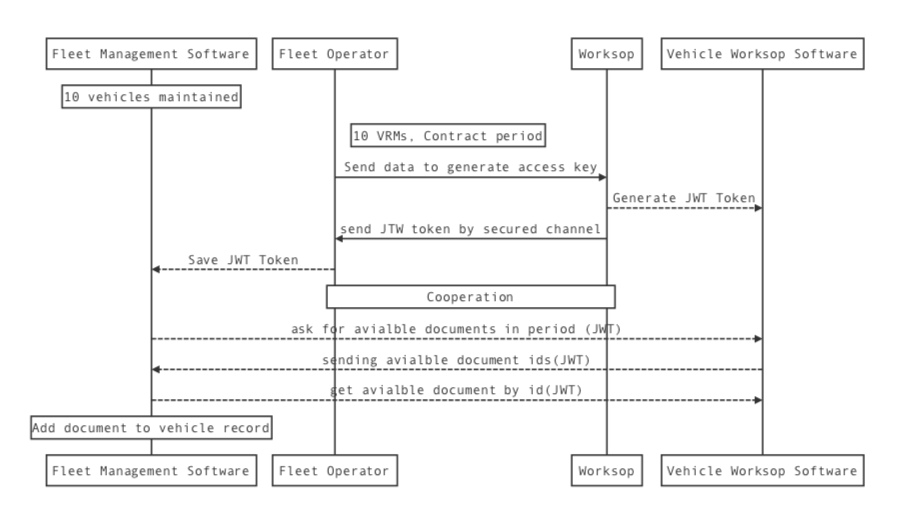 Fleet Management Software
Fleet Operator
Worksop
Vehicle Worksop Software
10 vehicles maintained
10 VRMs, Contract period
Send data to generate access key
Generate JWT Token
send JTW token by secured channel
Save JWT Token
Cooperation
ask for avialble documents in period (JWT)
sending avialble document ids(JWT)
get avialble document by id(JWT)
Add document to vehicle record
Fleet Management Software
Fleet Operator
Worksop
Vehicle Worksop Software